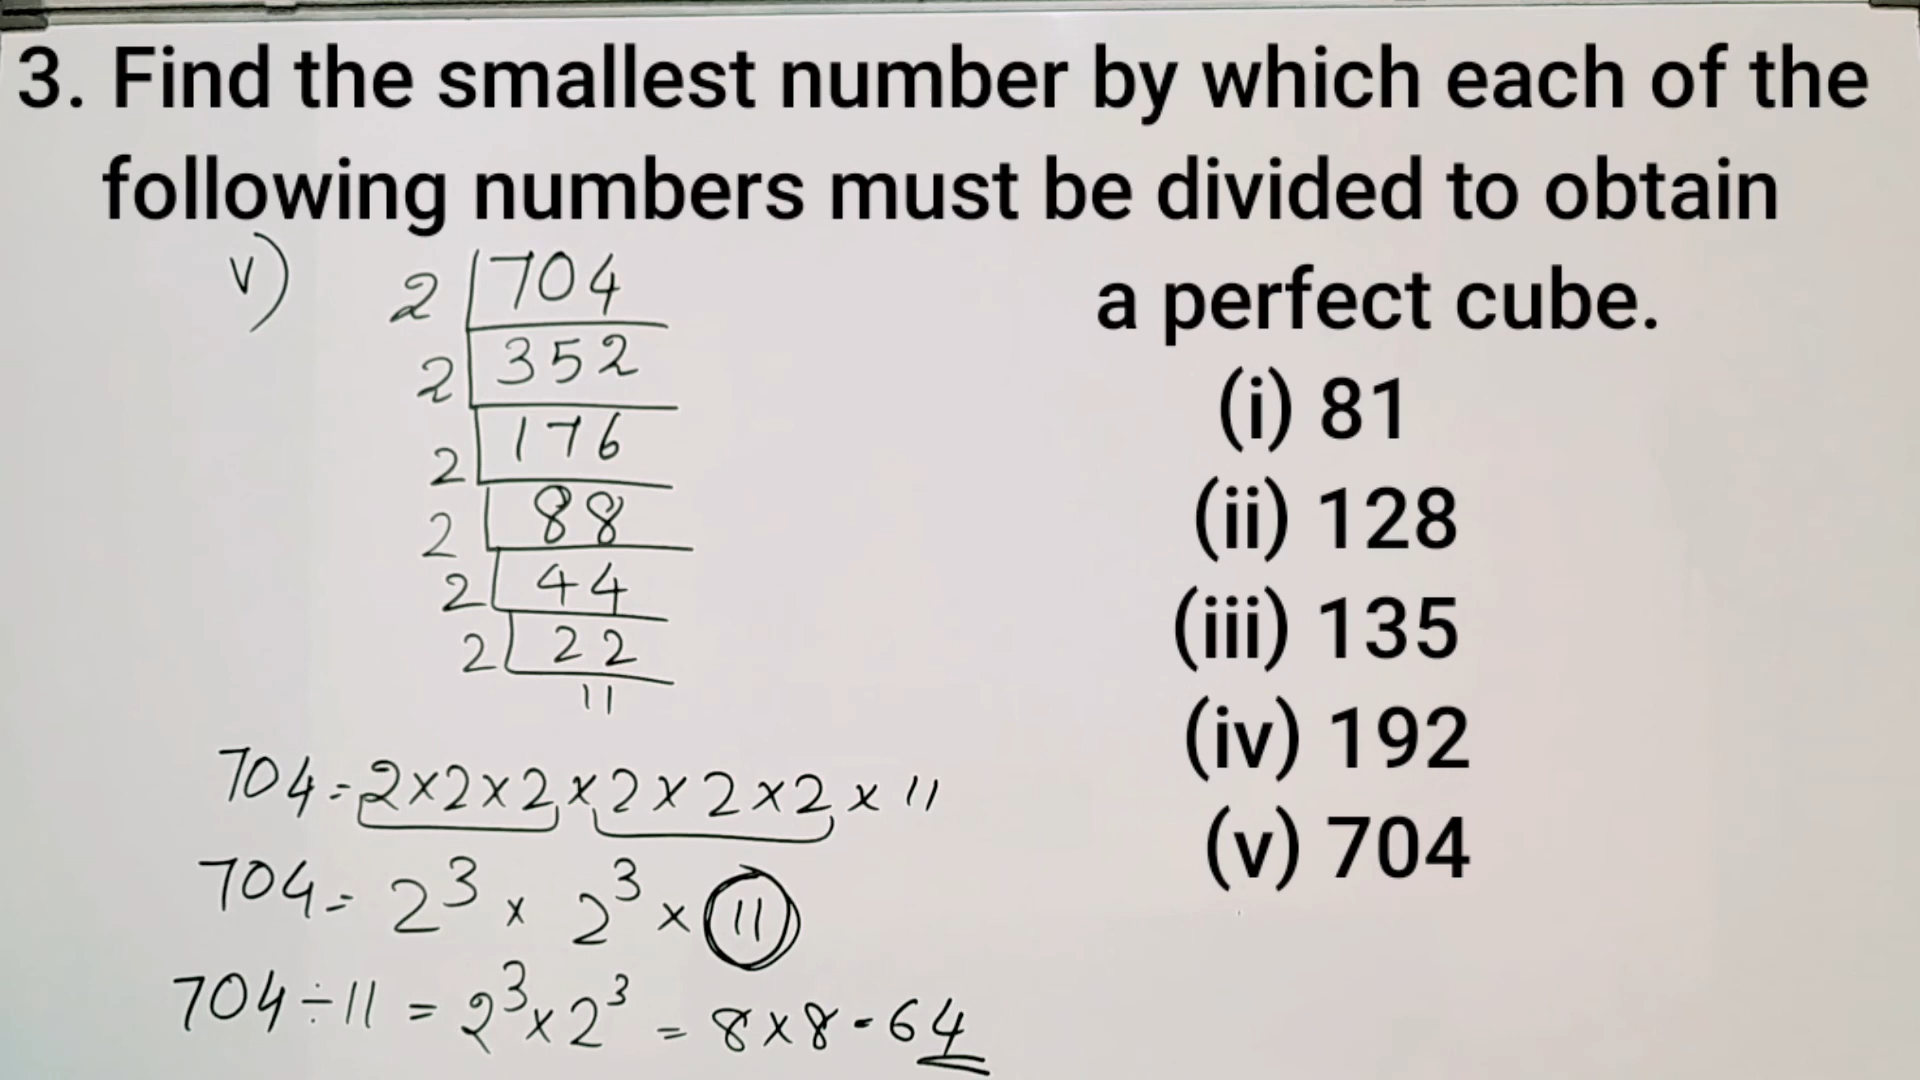 3. Find the smallest number by which each of the
following numbers must be divided to obtain
a perfect cube.
(i) 81
(ii) 128
(iii) 135
(iv) 192
(v) 704
v)
2 | 704
2 | 352
2 | 176
2 | 88
2 | 44
2 | 22
11
704 = 2×2×2×2×2×2×11
704 = 2³ × 2³ × 11
704 ÷ 11 = 2³×2³ = 8×8 = 64